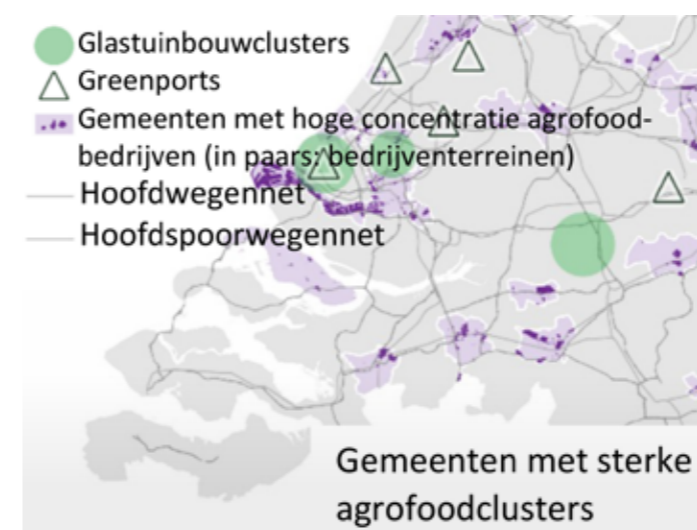 Glastuinbouwclusters
Greenports
Gemeenten met hoge concentratie agrofood-
bedrijven (in paars: bedrijventerreinen)
Hoofdwegennet
Hoofdspoorwegennet
Gemeenten met sterke
agrofoodclusters